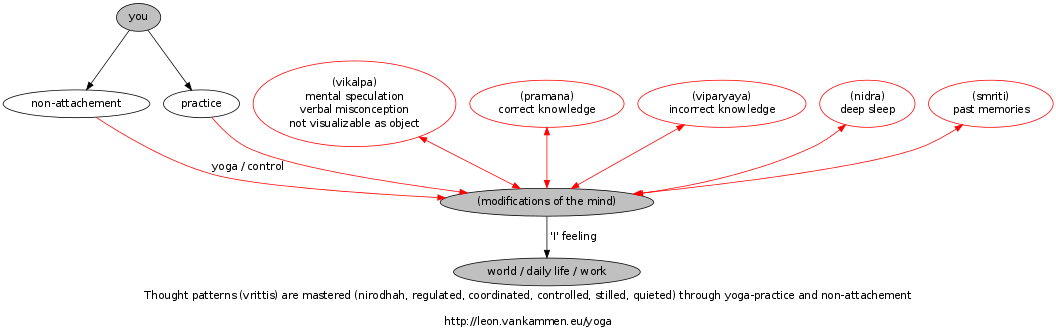 you
non-attachement
practice
(vikalpa)
mental speculation
verbal misconception
not visualizable as object
(pramana)
correct knowledge
(viparyaya)
incorrect knowledge
(nidra)
deep sleep
(smriti)
past memories
yoga / control
(modifications of the mind)
'I' feeling
world / daily life / work
Thought patterns (vrittis) are mastered (nirodhah, regulated, coordinated, controlled, stilled, quieted) through yoga-practice and non-attachement
http://leon.vankammen.eu/yoga